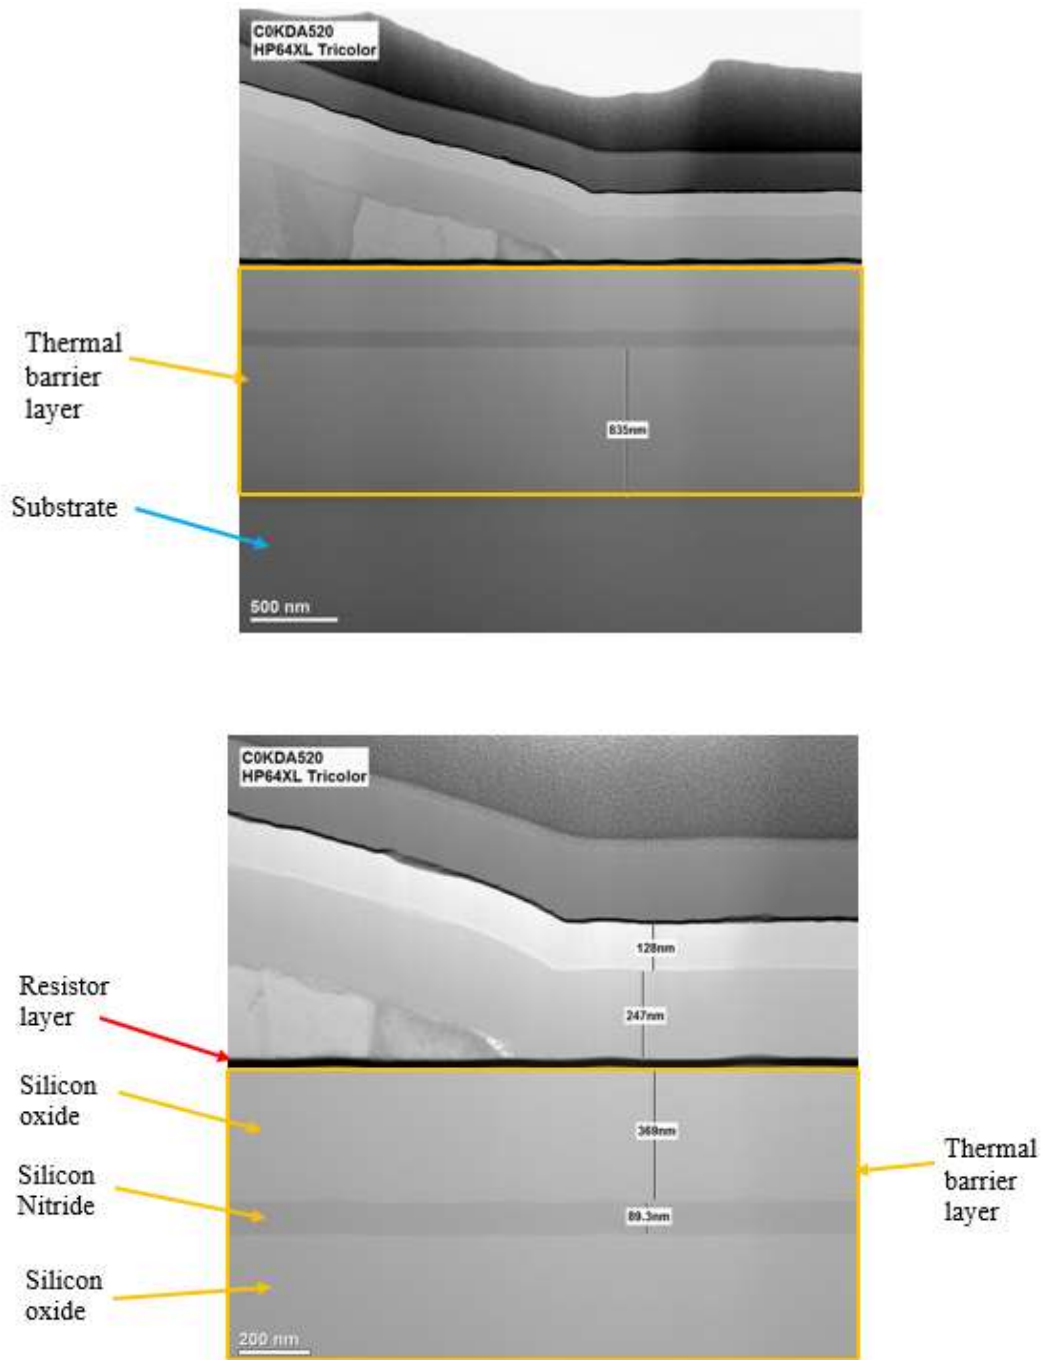 C0KDA520
HP64XL Tricolor
Thermal
barrier
layer
835nm
Substrate
500 nm
C0KDA520
HP64XL Tricolor
128nm
247nm
Resistor
layer
Silicon
oxide
369nm
Silicon
Nitride
89.3nm
Thermal
barrier
layer
Silicon
oxide
200 nm